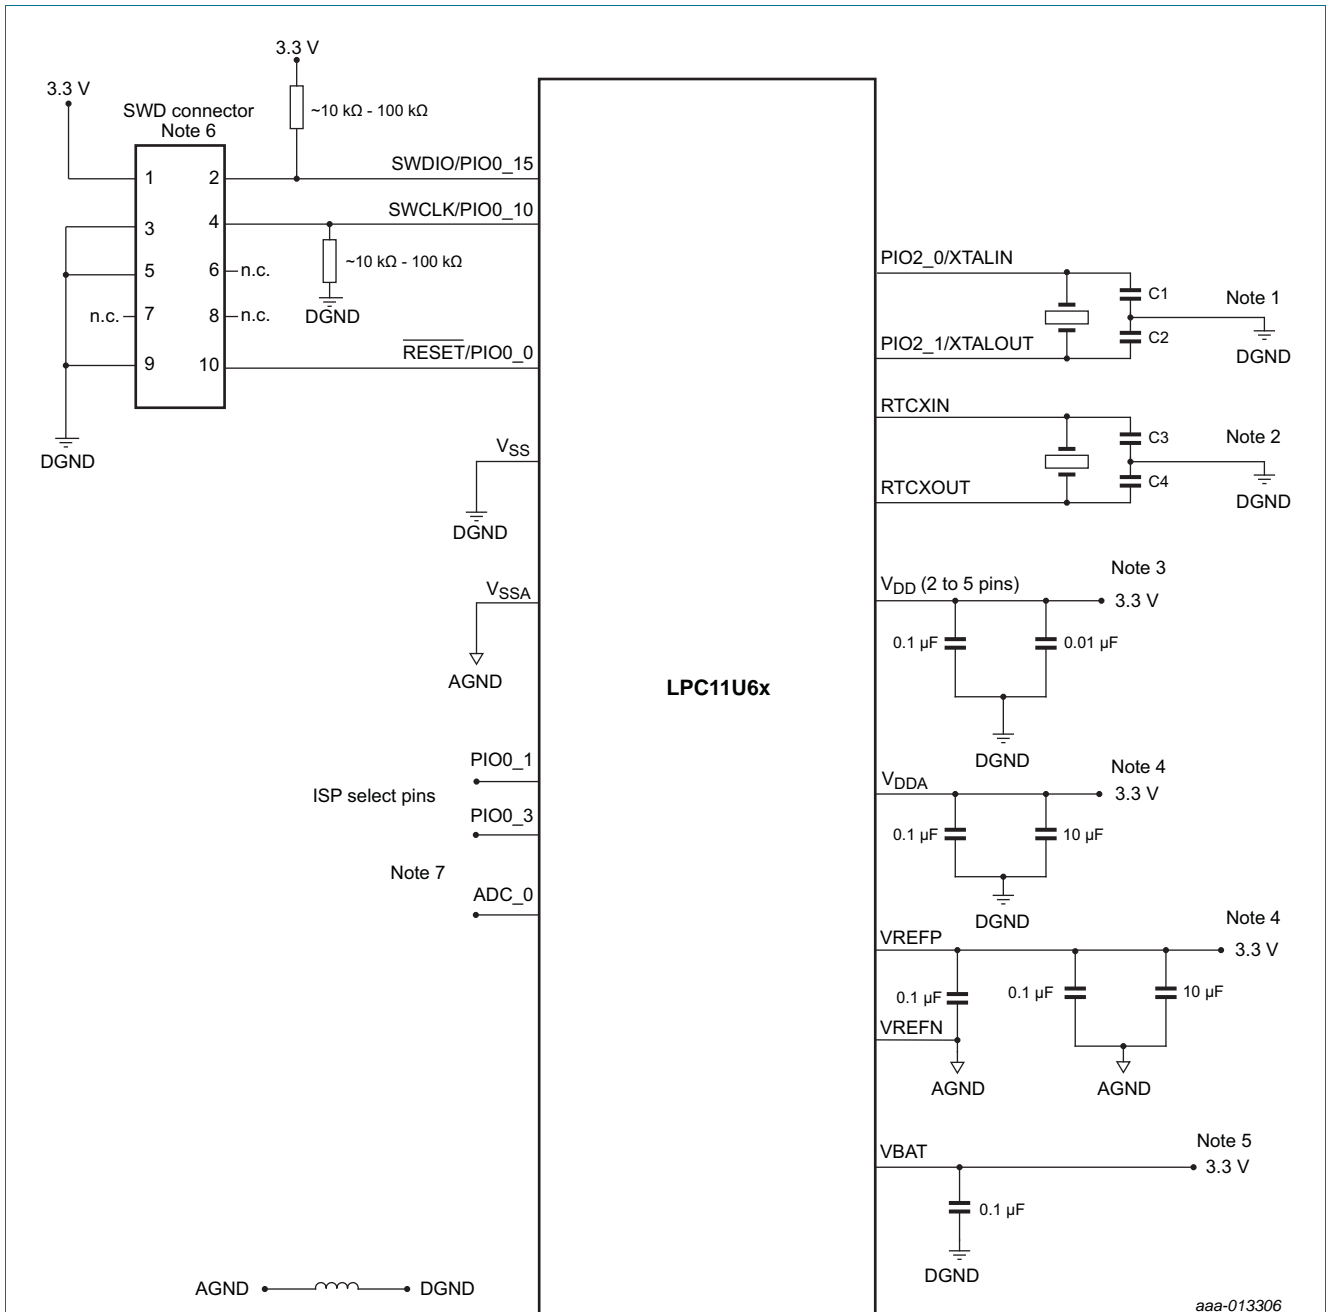 3.3 V
3.3 V
SWD connector
Note 6
~10 kΩ - 100 kΩ
1
2
SWDIO/PIO0_15
3
4
SWCLK/PIO0_10
5
6
n.c.
~10 kΩ - 100 kΩ
DGND
n.c.
7
8
n.c.
9
10
RESET/PIO0_0
DGND
VSS
DGND
VSSA
AGND
PIO0_1
ISP select pins
PIO0_3
Note 7
ADC_0
AGND
DGND
LPC11U6x
PIO2_0/XTALIN
C1
Note 1
C2
DGND
PIO2_1/XTALOUT
RTCXIN
C3
Note 2
C4
DGND
RTCXOUT
Note 3
VDD (2 to 5 pins)
3.3 V
0.1 µF
0.01 µF
DGND
Note 4
VDDA
3.3 V
0.1 µF
10 µF
DGND
Note 4
VREFP
3.3 V
0.1 µF
0.1 µF
10 µF
VREFN
AGND
AGND
Note 5
VBAT
3.3 V
0.1 µF
DGND
aaa-013306